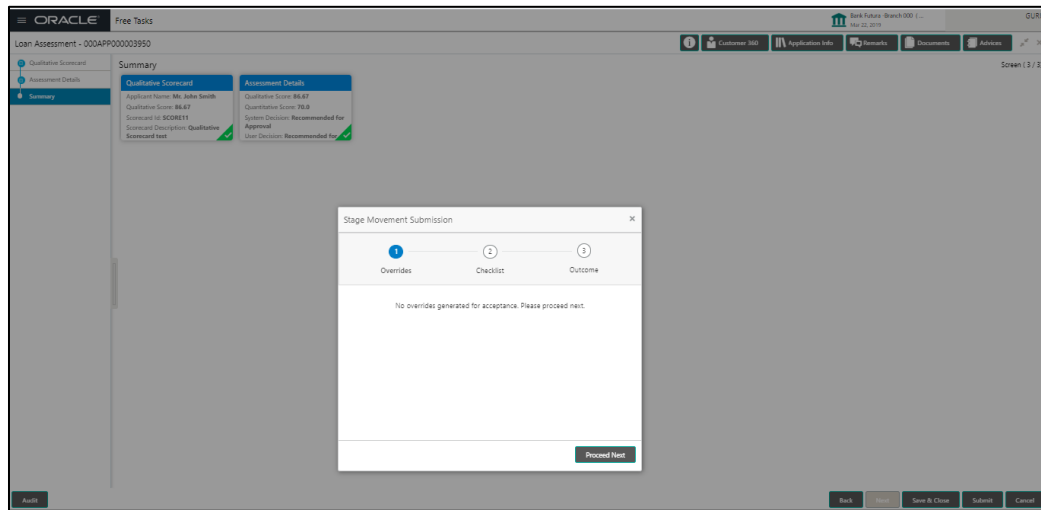 ORACLE
Free Tasks
Bank Futura -Branch 000 ( ...
Mar 22, 2019
GURI
Loan Assessment - 000APP000003950
Customer 360
Application Info
Remarks
Documents
Advices
Qualitative Scorecard
Assessment Details
Summary
Summary
Screen ( 3 / 3
Qualitative Scorecard
Applicant Name: Mr. John Smith
Qualitative Score: 86.67
Scorecard Id: SCORE11
Scorecard Description: Qualitative
Scorecard test
Assessment Details
Qualitative Score: 86.67
Quantitative Score: 70.0
System Decision: Recommended for
Approval
User Decision: Recommended for
Stage Movement Submission
1
2
3
Overrides
Checklist
Outcome
No overrides generated for acceptance. Please proceed next.
Proceed Next
Audit
Back
Next
Save & Close
Submit
Cancel